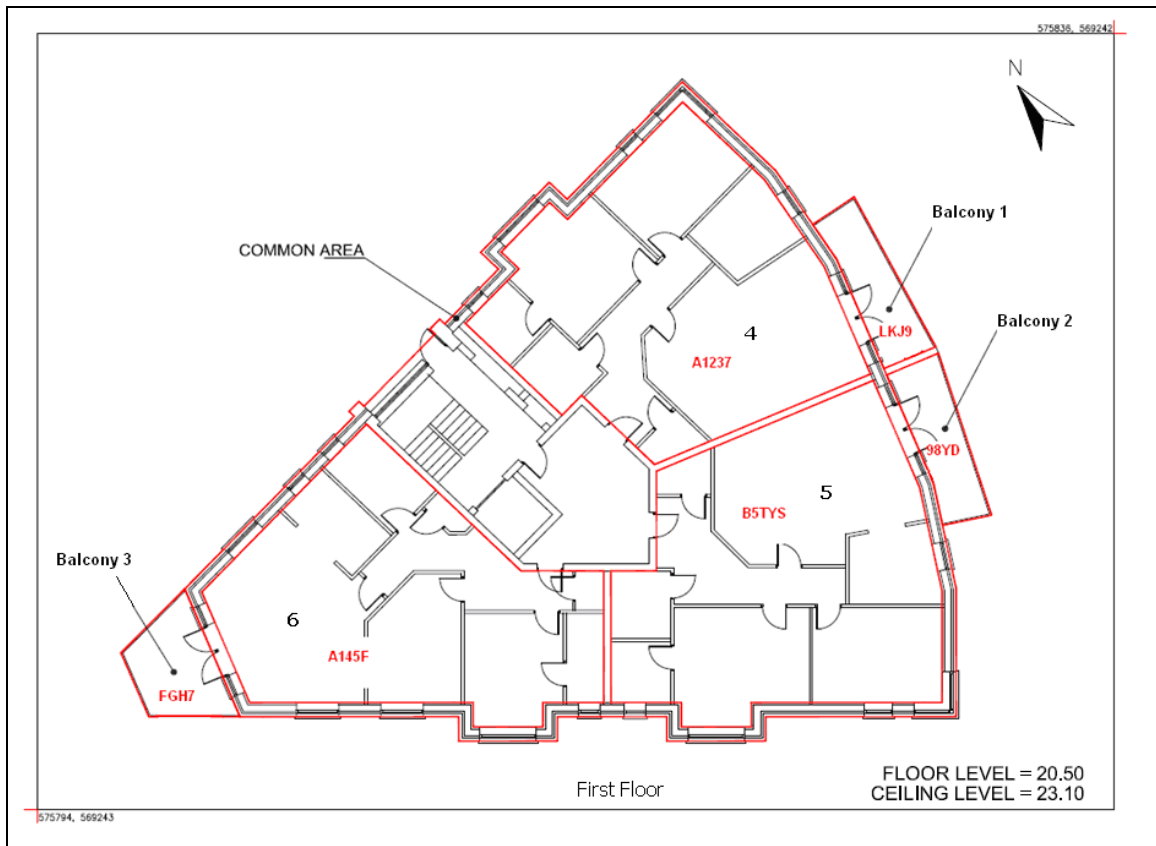 575836, 569242
N
Balcony 1
COMMON AREA
Balcony 2
LKJ9
4
A1237
98YD
5
B5TYS
Balcony 3
6
A145F
FGH7
First Floor
FLOOR LEVEL = 20.50
CEILING LEVEL = 23.10
575794, 569243